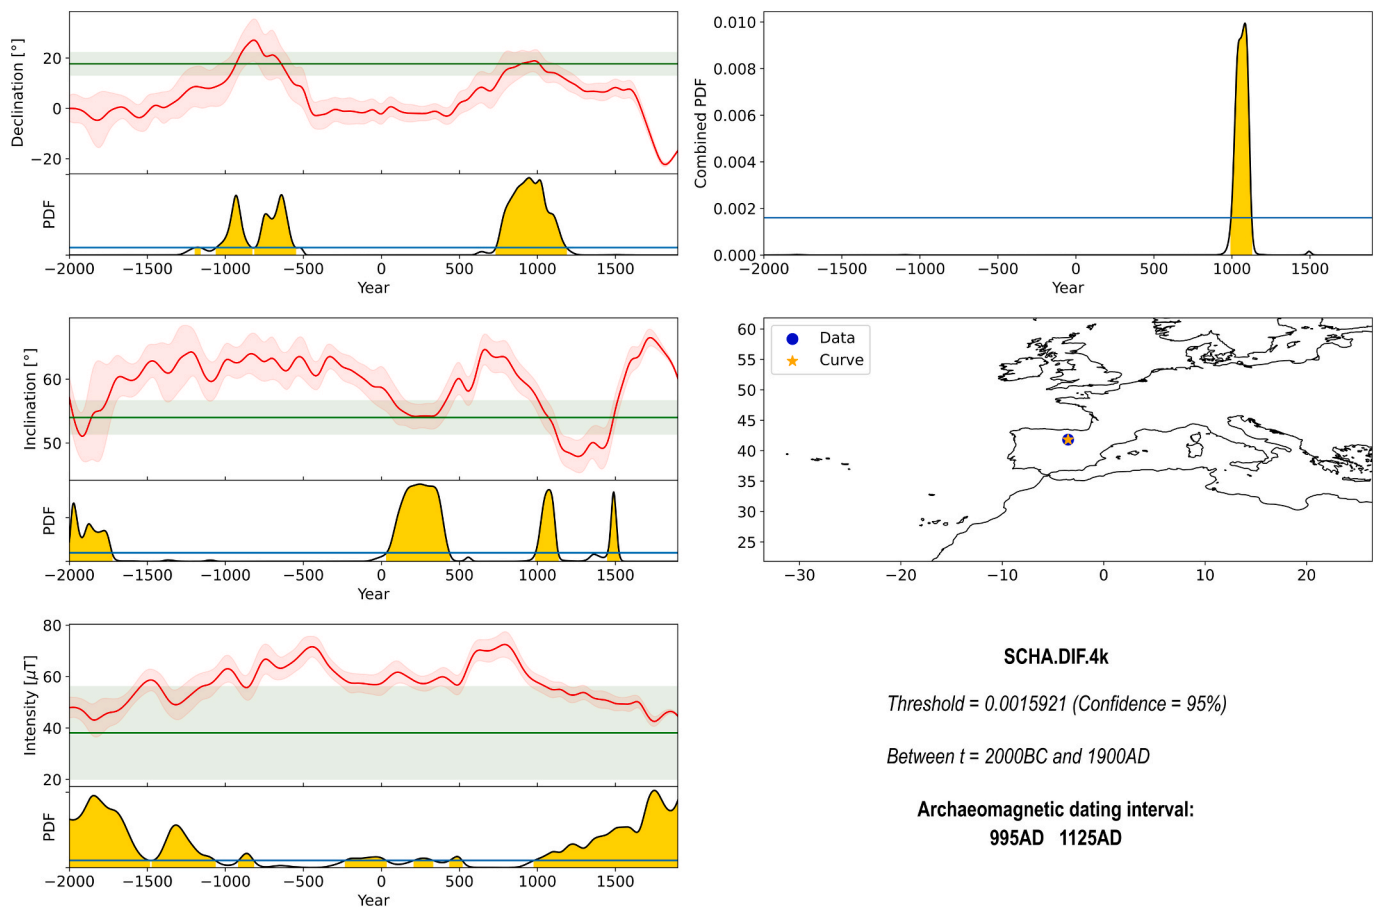 Declination [°]
20
0
−20
PDF
−2000 −1500 −1000 −500 0 500 1000 1500
Year
Combined PDF
0.010
0.008
0.006
0.004
0.002
0.000
−2000 −1500 −1000 −500 0 500 1000 1500
Year
Inclination [°]
60
50
PDF
−2000 −1500 −1000 −500 0 500 1000 1500
Year
Data
Curve
60
55
50
45
40
35
30
25
−30 −20 −10 0 10 20
Intensity [μT]
80
60
40
20
PDF
−2000 −1500 −1000 −500 0 500 1000 1500
Year
SCHA.DIF.4k
Threshold = 0.0015921 (Confidence = 95%)
Between t = 2000BC and 1900AD
Archaeomagnetic dating interval:
995AD 1125AD